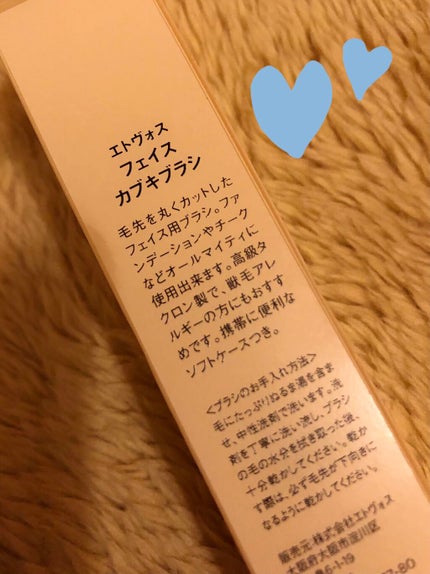 エトヴォス
フェイス
カブキブラシ
毛先を丸くカットした
フェイス用ブラシ。ファ
ンデーションやチーク
などオールマイティに
使用出来ます。高級タ
クロン製で、獣毛アレ
ルギーの方にもおすす
めです。携帯に便利な
ソフトケースつき。
<ブラシのお手入れ方法>
毛にたっぷりぬるま湯を含ま
せ、中性洗剤で洗います。洗
剤を丁寧に洗い流し、ブラシ
の毛の水分を拭き取った後、
十分乾かしてください。乾か
す際は、必ず毛先が下向きに
なるように乾かしてください。
販売元:株式会社エトヴォス
大阪府大阪市淀川区
6-1-19